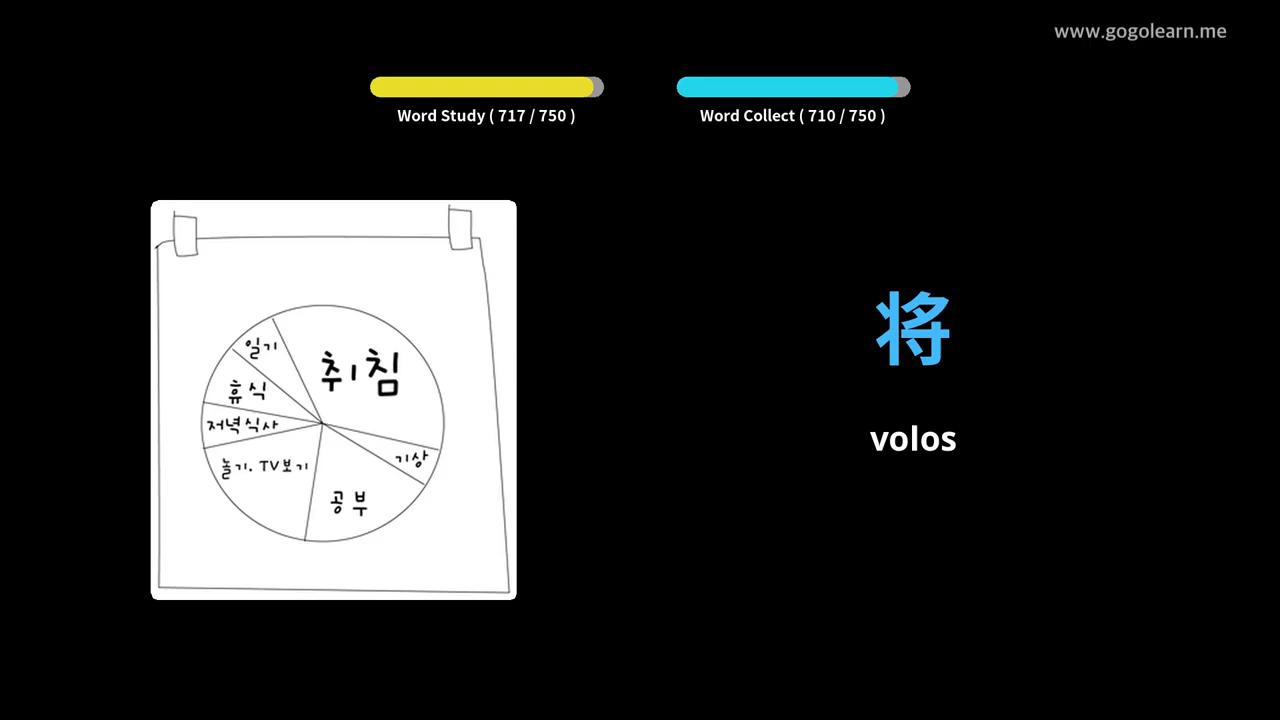 www.gogolearn.me
Word Study ( 717 / 750 )
Word Collect ( 710 / 750 )
일기
취침
휴식
저녁식사
놀기. TV보기
기상
공부
将
volos